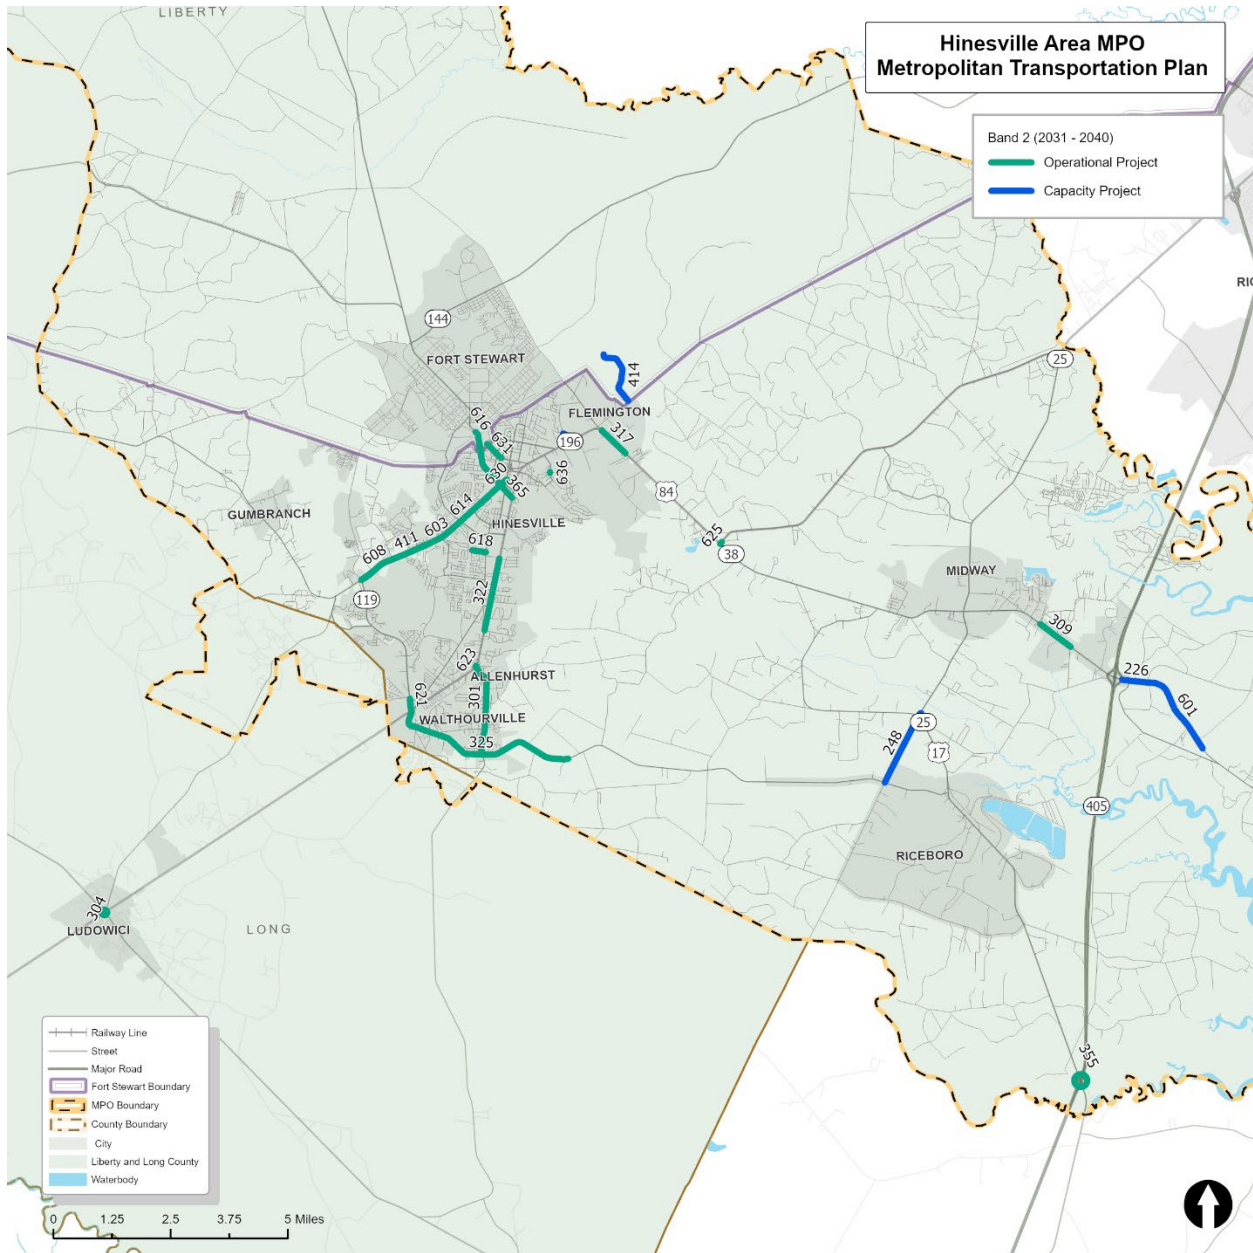 LIBERTY
Hinesville Area MPO
Metropolitan Transportation Plan
Band 2 (2031 - 2040)
Operational Project
Capacity Project
RIC
144
25
FORT STEWART
414
FLEMINGTON
616
631
196
317
630
636
365
84
GUMBRANCH
614
HINESVILLE
603
411
618
608
625
38
MIDWAY
119
322
309
623
ALLENHURST
226
621
301
601
WALTHOURVILLE
325
25
248
17
405
RICEBORO
304
LUDOWICI
LONG
355
Railway Line
Street
Major Road
Fort Stewart Boundary
MPO Boundary
County Boundary
City
Liberty and Long County
Waterbody
0 1.25 2.5 3.75 5 Miles